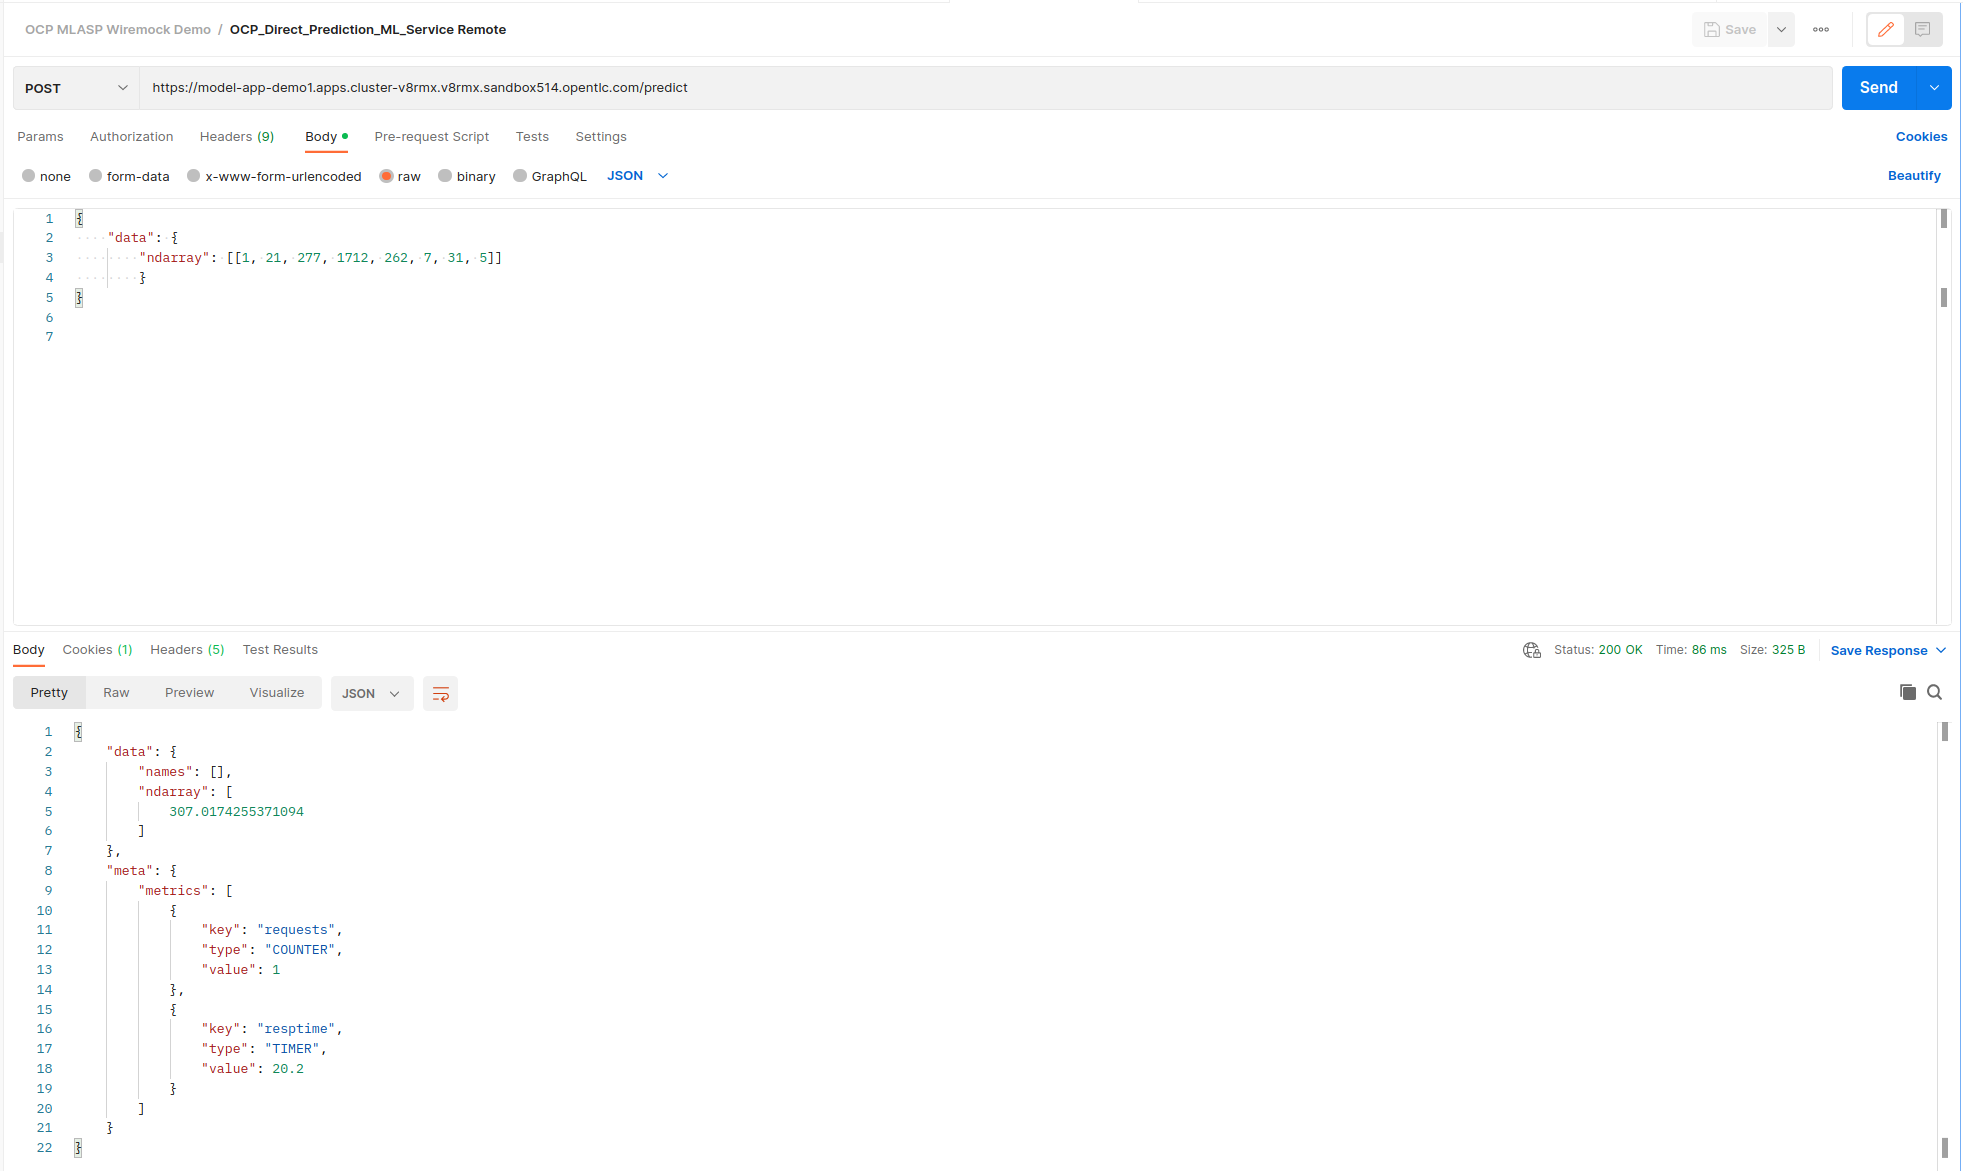 OCP MLASP Wiremock Demo / OCP_Direct_Prediction_ML_Service Remote
Save
POST https://model-app-demo1.apps.cluster-v8rmx.v8rmx.sandbox514.opentlc.com/predict Send
Params Authorization Headers (9) Body Pre-request Script Tests Settings Cookies
none form-data x-www-form-urlencoded raw binary GraphQL JSON Beautify
1 {
2 "data": {
3 "ndarray": [[1, 21, 277, 1712, 262, 7, 31, 5]]
4 }
5 }
6
7
Body Cookies (1) Headers (5) Test Results Status: 200 OK Time: 86 ms Size: 325 B Save Response
Pretty Raw Preview Visualize JSON
1 {
2 "data": {
3 "names": [],
4 "ndarray": [
5 307.0174255371094
6 ]
7 },
8 "meta": {
9 "metrics": [
10 {
11 "key": "requests",
12 "type": "COUNTER",
13 "value": 1
14 },
15 {
16 "key": "resptime",
17 "type": "TIMER",
18 "value": 20.2
19 }
20 ]
21 }
22 }